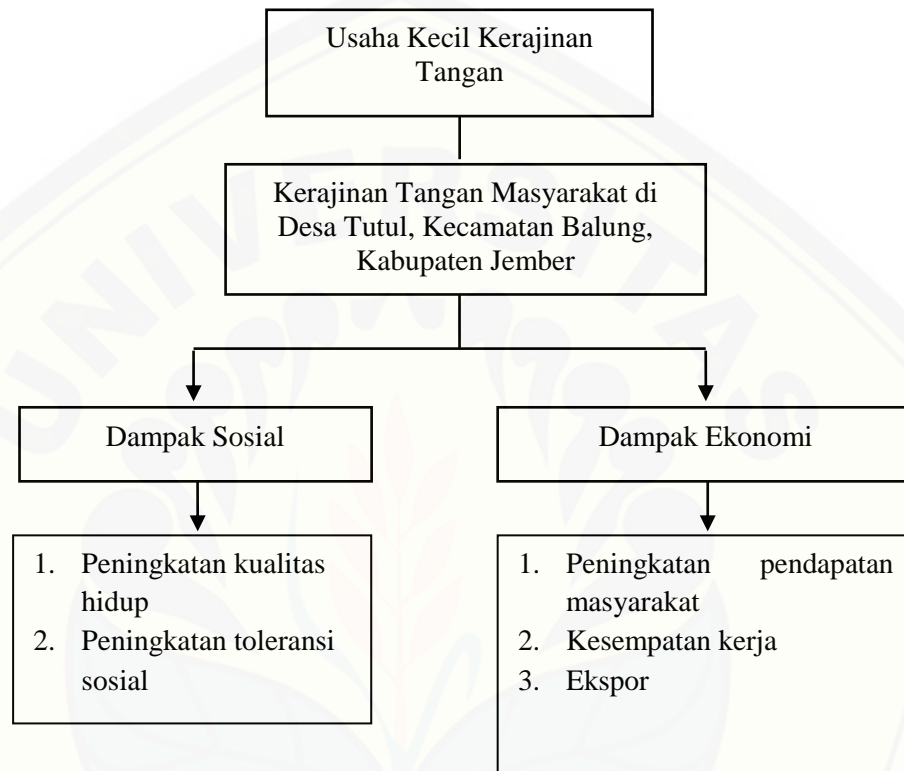 Usaha Kecil Kerajinan
Tangan
Kerajinan Tangan Masyarakat di
Desa Tutul, Kecamatan Balung,
Kabupaten Jember
Dampak Sosial
Dampak Ekonomi
1. Peningkatan kualitas
hidup
2. Peningkatan toleransi
sosial
1. Peningkatan pendapatan
masyarakat
2. Kesempatan kerja
3. Ekspor
UNIVERSITAS